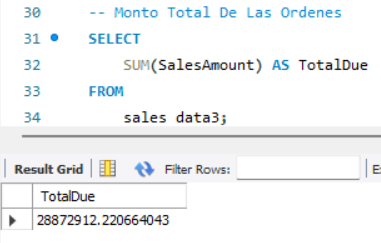 30 -- Monto Total De Las Ordenes
31 SELECT
32 SUM(SalesAmount) AS TotalDue
33 FROM
34 sales data3;
Result Grid Filter Rows:
TotalDue
28872912.220664043